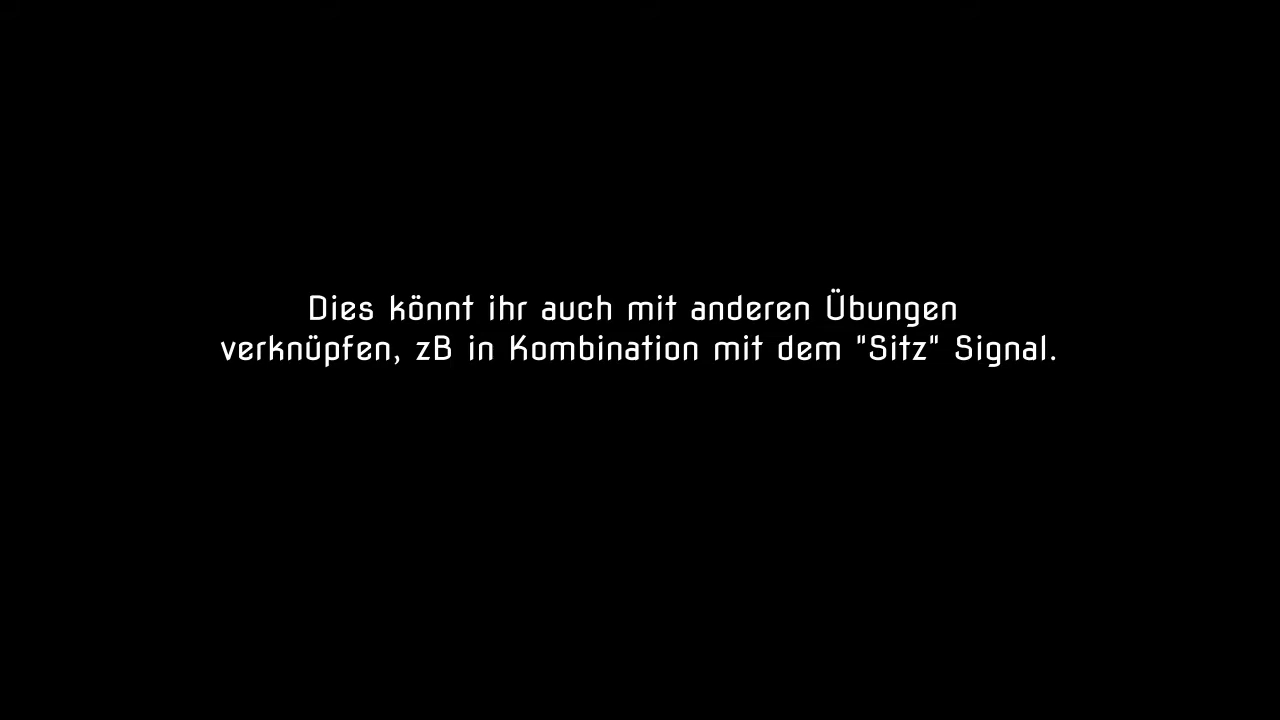 Dies könnt ihr auch mit anderen Übungen
verknüpfen, zB in Kombination mit dem "Sitz" Signal.